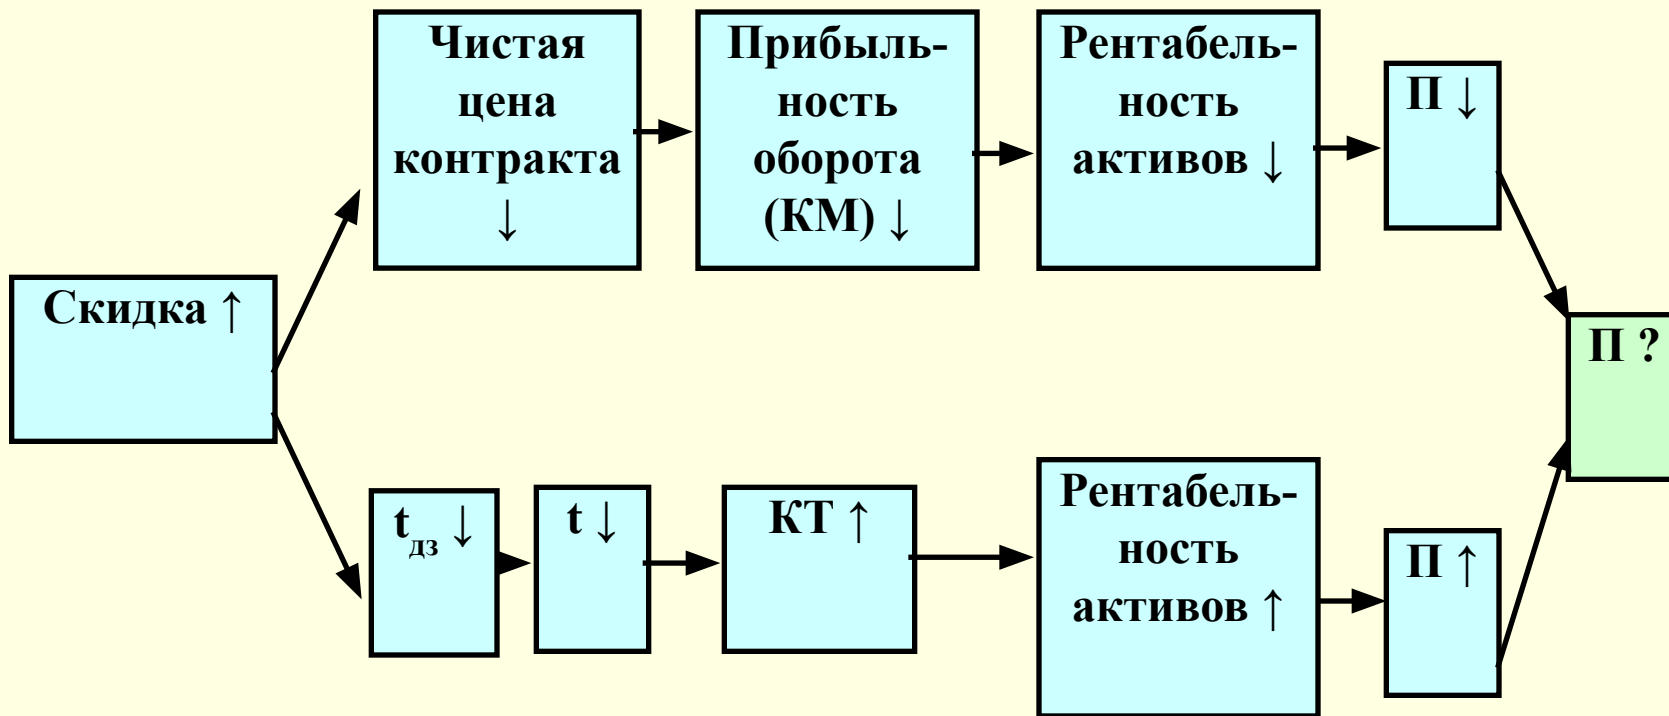 Чистая
цена
контракта
↓
Прибыль-
ность
оборота
(КМ) ↓
Рентабель-
ность
активов ↓
П ↓
Скидка ↑
П ?
tдз ↓
t ↓
КТ ↑
Рентабель-
ность
активов ↑
П ↑